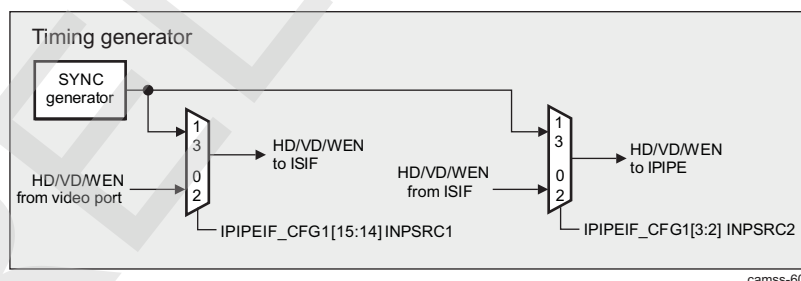 Timing generator
SYNC
generator
1
3
0
2
HD/VD/WEN
to ISIF
HD/VD/WEN
from video port
IPIPEIF_CFG1[15:14] INPSRC1
HD/VD/WEN
from ISIF
1
3
0
2
HD/VD/WEN
to IPIPE
IPIPEIF_CFG1[3:2] INPSRC2